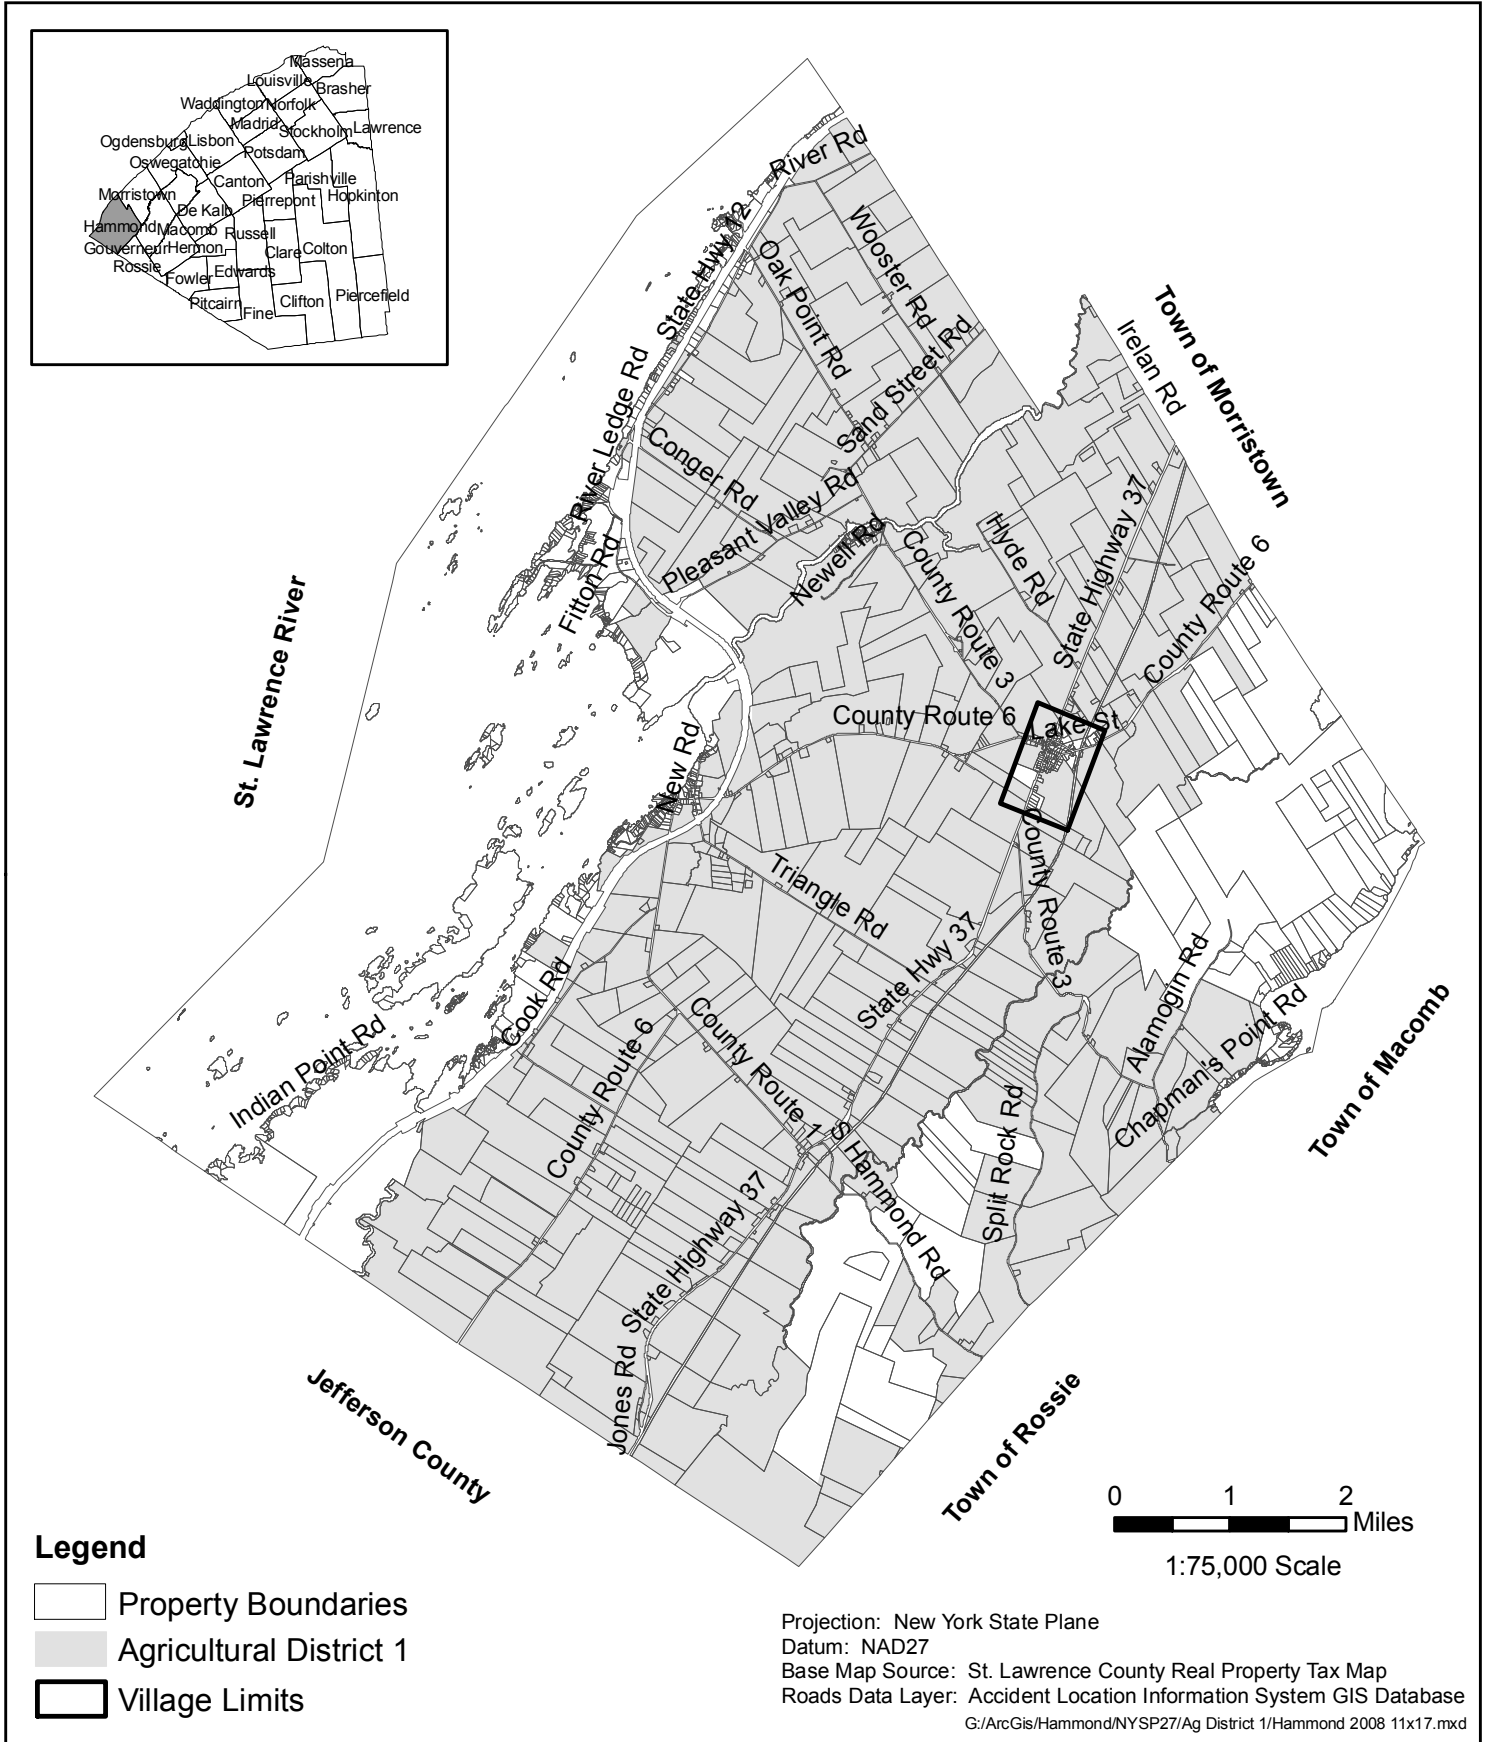 Massena
Louisville
Brasher
Waddington
Norfolk
Madrid
Stockholm
Lawrence
Ogdensburg
Lisbon
Potsdam
Oswegatchie
Canton
Parishville
Morristown
Pierrepont
Hopkinton
De Kalb
Hammond
Macomb
Russell
Gouverneur
Hermon
Clare
Colton
Rossie
Fowler
Edwards
Pitcairn
Fine
Clifton
Piercefield
River Rd
State Hwy 12
Wooster Rd
Oak Point Rd
Sand Street Rd
Irelan Rd
Town of Morristown
River Ledge Rd
Conger Rd
Pleasant Valley Rd
Newell Rd
Hyde Rd
State Highway 37
County Route 6
Fitton Rd
County Route 3
St. Lawrence River
County Route 6
Lake St
New Rd
Triangle Rd
County Route 3
State Hwy 37
Cook Rd
Indian Point Rd
County Route 6
County Route 1
Alamogin Rd
Chapman's Point Rd
Town of Macomb
S Hammond Rd
Split Rock Rd
State Highway 37
Jones Rd
Jefferson County
Town of Rossie
0 1 2
Miles
1:75,000 Scale
Legend
Property Boundaries
Agricultural District 1
Village Limits
Projection: New York State Plane
Datum: NAD27
Base Map Source: St. Lawrence County Real Property Tax Map
Roads Data Layer: Accident Location Information System GIS Database
G:/ArcGis/Hammond/NYSP27/Ag District 1/Hammond 2008 11x17.mxd